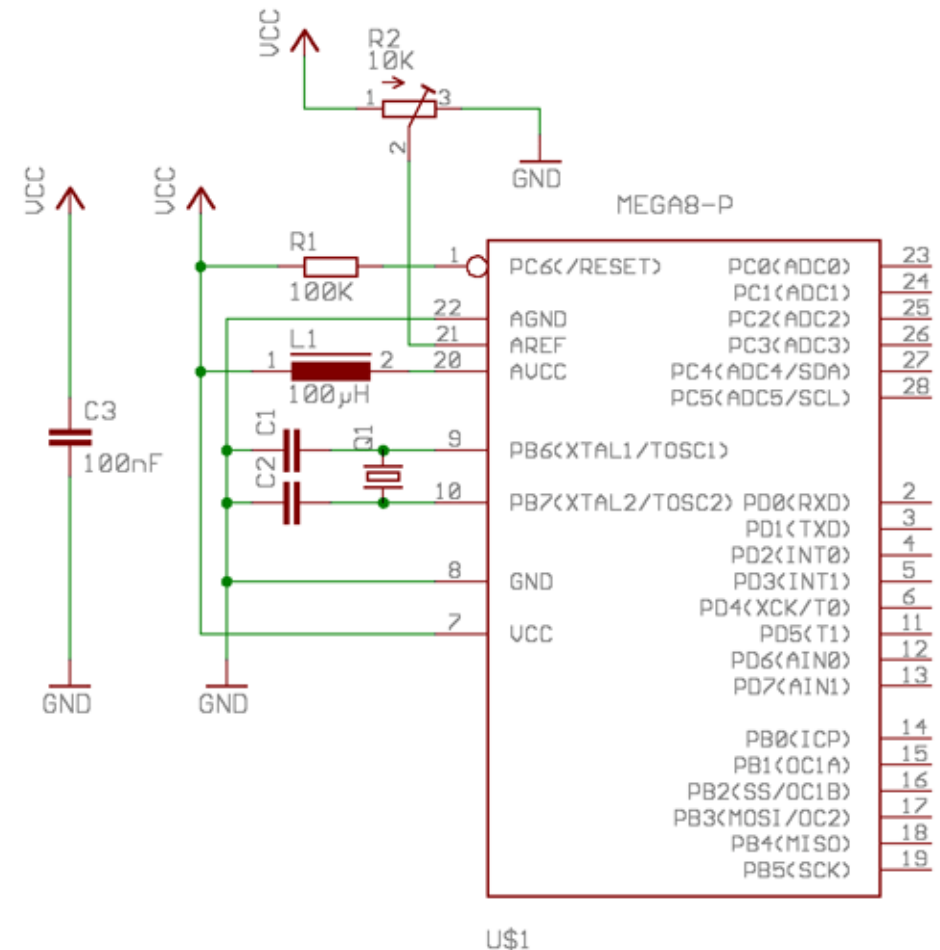 VCC
R2
10K
1
3
2
GND
VCC
VCC
MEGA8-P
R1
100K
1
PC6(/RESET)
22
AGND
21
AREF
L1
1
2
100µH
20
AVCC
C1
C2
Q1
9
PB6(XTAL1/TOSC1)
10
PB7(XTAL2/TOSC2)
8
GND
7
VCC
C3
100nF
GND
GND
PC0(ADC0) 23
PC1(ADC1) 24
PC2(ADC2) 25
PC3(ADC3) 26
PC4(ADC4/SDA) 27
PC5(ADC5/SCL) 28
PD0(RXD) 2
PD1(TXD) 3
PD2(INT0) 4
PD3(INT1) 5
PD4(XCK/T0) 6
PD5(T1) 11
PD6(AIN0) 12
PD7(AIN1) 13
PB0(ICP) 14
PB1(OC1A) 15
PB2(SS/OC1B) 16
PB3(MOSI/OC2) 17
PB4(MISO) 18
PB5(SCK) 19
U$1